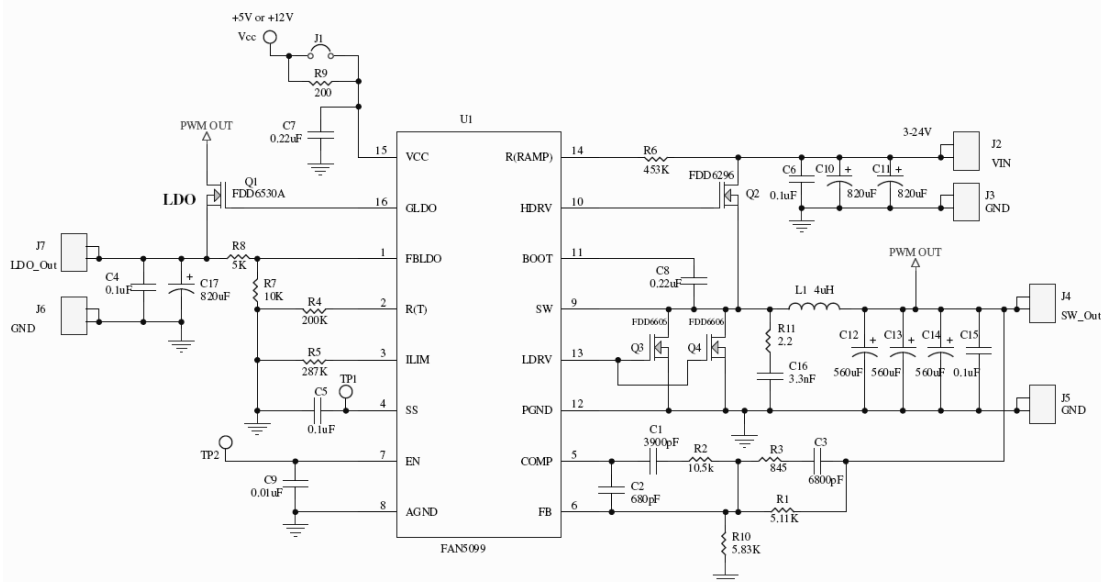 +5V or +12V
Vcc
J1
R9
200
U1
C7
0.22uF
PWM OUT
15
VCC
R(RAMP)
14
R6
453K
3-24V
J2
VIN
FDD6296
C6
0.1uF
C10
+
820uF
C11
+
820uF
Q1
FDD6530A
LDO
16
GLDO
HDRV
10
Q2
J3
GND
J7
LDO_Out
R8
5K
1
FBLDO
BOOT
11
PWM OUT
C4
0.1uF
+
C17
820uF
R7
10K
C8
0.22uF
J6
GND
R4
200K
2
R(T)
SW
9
L1 4uH
J4
SW_Out
FDD6605
FDD6606
R11
2.2
C12
+
560uF
C13
+
560uF
C14
+
560uF
C15
0.1uF
R5
287K
3
ILIM
LDRV
13
Q3
Q4
C16
3.3nF
C5
0.1uF
TP1
4
SS
PGND
12
J5
GND
TP2
7
EN
COMP
5
C1
3900pF
R2
10.5k
R3
845
C3
6800pF
C9
0.01uF
C2
680pF
8
AGND
FB
6
R1
5.11K
R10
5.83K
FAN5099